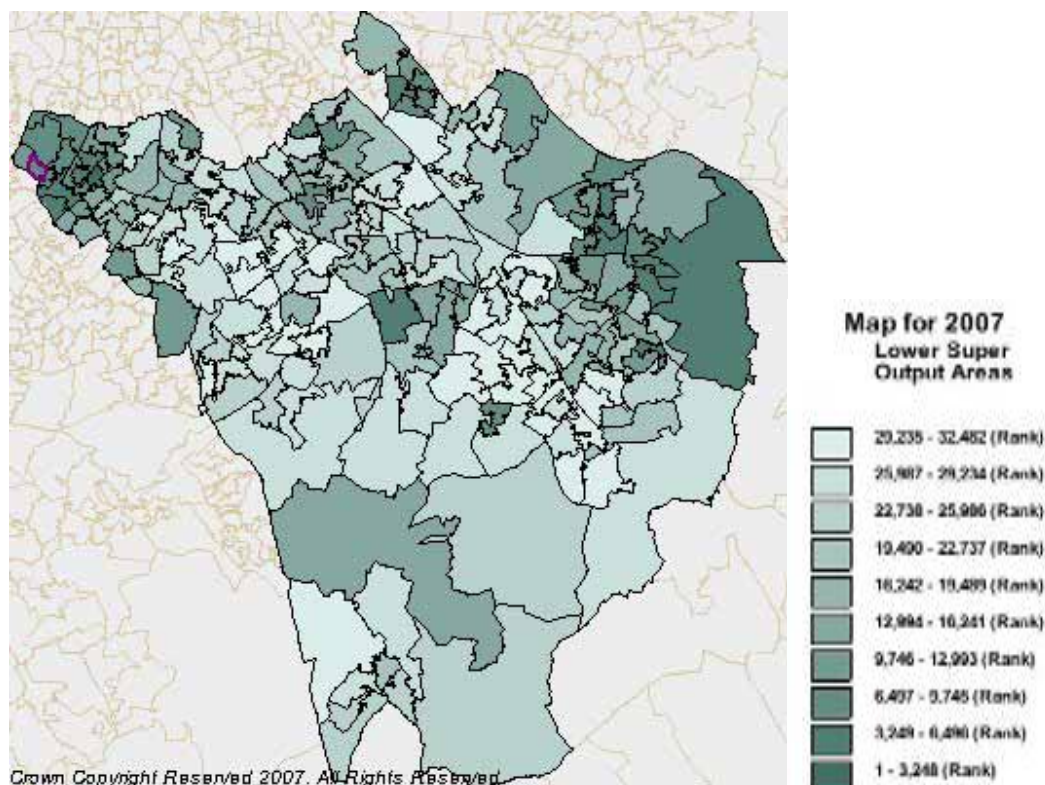 Map for 2007
Lower Super
Output Areas
29,235 - 32,482 (Rank)
25,987 - 29,234 (Rank)
22,738 - 25,986 (Rank)
19,490 - 22,737 (Rank)
16,242 - 19,489 (Rank)
12,994 - 16,241 (Rank)
9,746 - 12,993 (Rank)
6,497 - 9,745 (Rank)
3,249 - 6,496 (Rank)
1 - 3,248 (Rank)
Crown Copyright Reserved 2007. All Rights Reserved